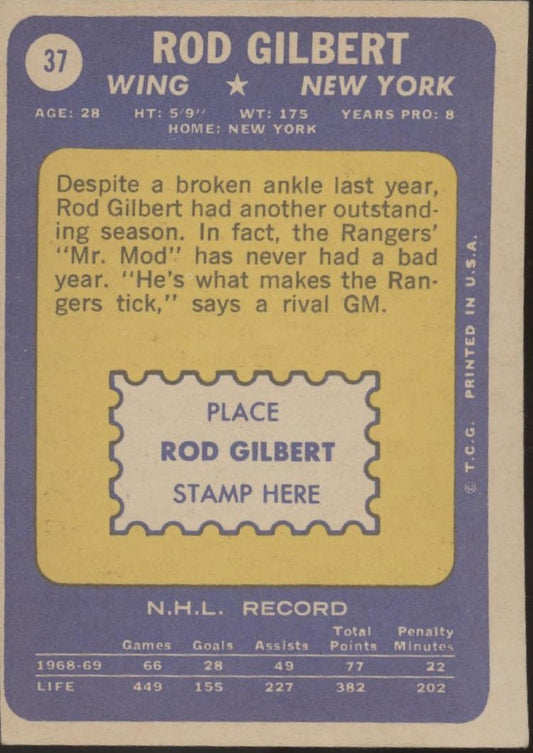 37
ROD GILBERT
WING ★ NEW YORK
AGE: 28 HT: 5'9" WT: 175 YEARS PRO: 8
HOME: NEW YORK
Despite a broken ankle last year,
Rod Gilbert had another outstand-
ing season. In fact, the Rangers'
"Mr. Mod" has never had a bad
year. "He's what makes the Ran-
gers tick," says a rival GM.
PLACE
ROD GILBERT
STAMP HERE
© T.C.G. PRINTED IN U.S.A.
N.H.L. RECORD
Games Goals Assists Total Points Penalty Minutes
1968-69 66 28 49 77 22
LIFE 449 155 227 382 202